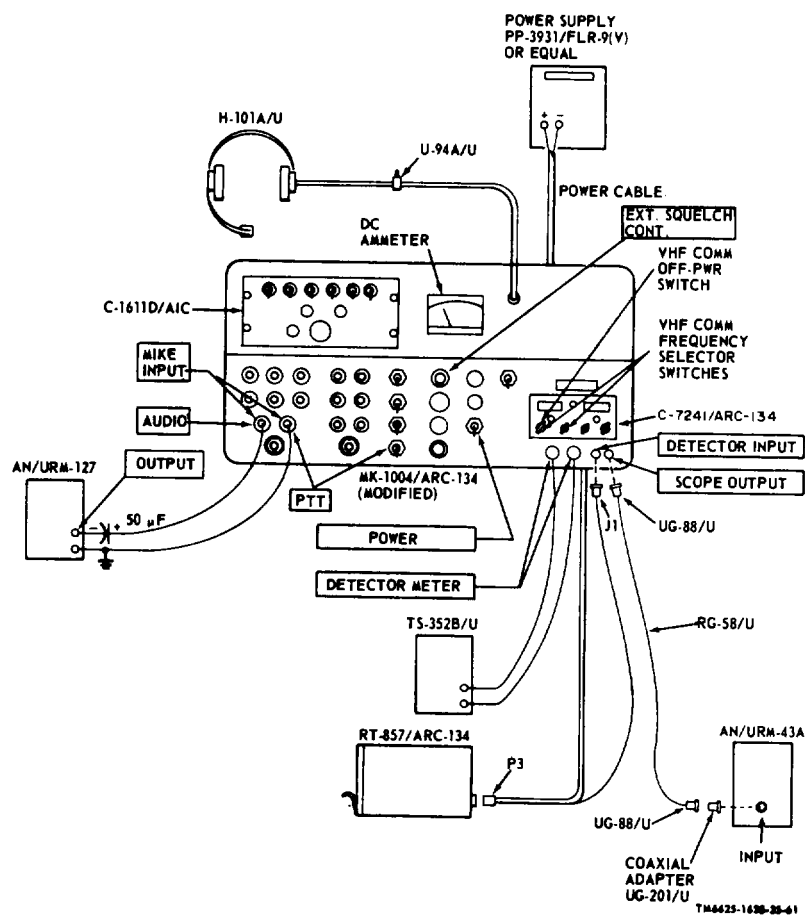 POWER SUPPLY
PP-3931/FLR-9(V)
OR EQUAL
H-101A/U
U-94A/U
+ -
POWER CABLE
DC
AMMETER
EXT. SQUELCH
CONT.
VHF COMM
OFF-PWR
SWITCH
C-1611D/AIC
VHF COMM
FREQUENCY
SELECTOR
SWITCHES
MIKE
INPUT
AUDIO
C-7241/ARC-134
DETECTOR INPUT
AN/URM-127
OUTPUT
MK-1004/ARC-134
(MODIFIED)
SCOPE OUTPUT
PTT
- + 50 µF
J1
UG-88/U
POWER
DETECTOR METER
TS-352B/U
RG-58/U
RT-857/ARC-134
AN/URM-43A
P3
UG-88/U
INPUT
COAXIAL
ADAPTER
UG-201/U
TM6625-1628-35-61